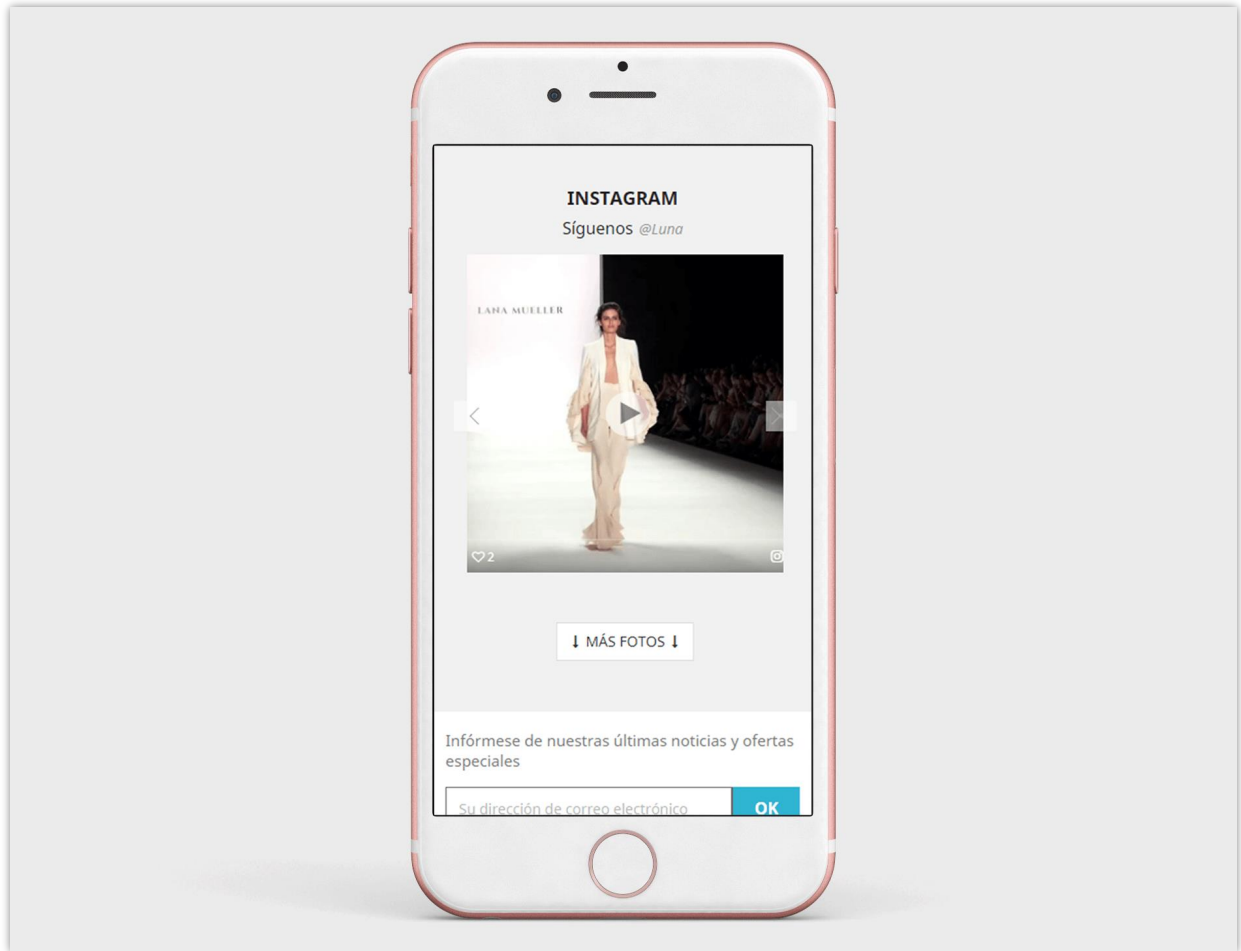 INSTAGRAM
Síguenos @Luna
LANA MUELLER
2
↓ MÁS FOTOS ↓
Infórmese de nuestras últimas noticias y ofertas
especiales
Su dirección de correo electrónico OK